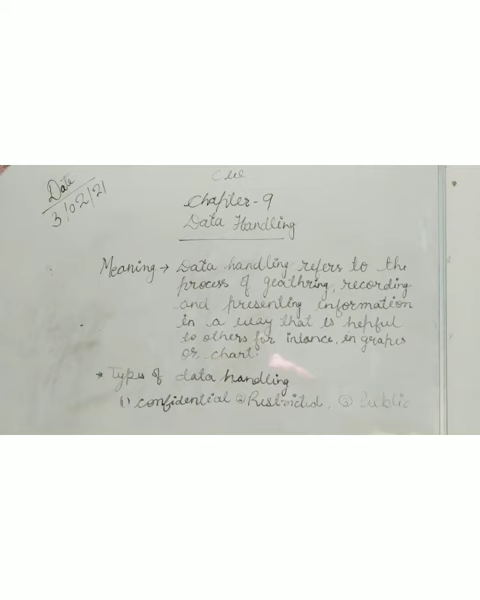 Date
3/02/21
Chapter-9
Data Handling
Meaning → Data handling refers to the
process of geathring, recording
and presenting information
in a way that is helpful
to others for intance, in grapes
or chart.
* Types of data handling
① confidential ② Restricted, ③ Public